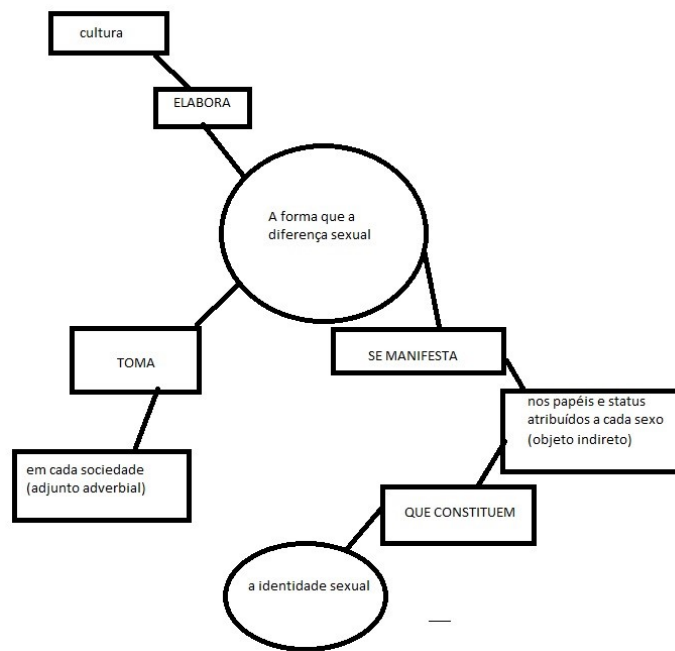 cultura
ELABORA
A forma que a
diferença sexual
TOMA
SE MANIFESTA
nos papéis e status
atribuídos a cada sexo
(objeto indireto)
em cada sociedade
(adjunto adverbial)
QUE CONSTITUEM
a identidade sexual